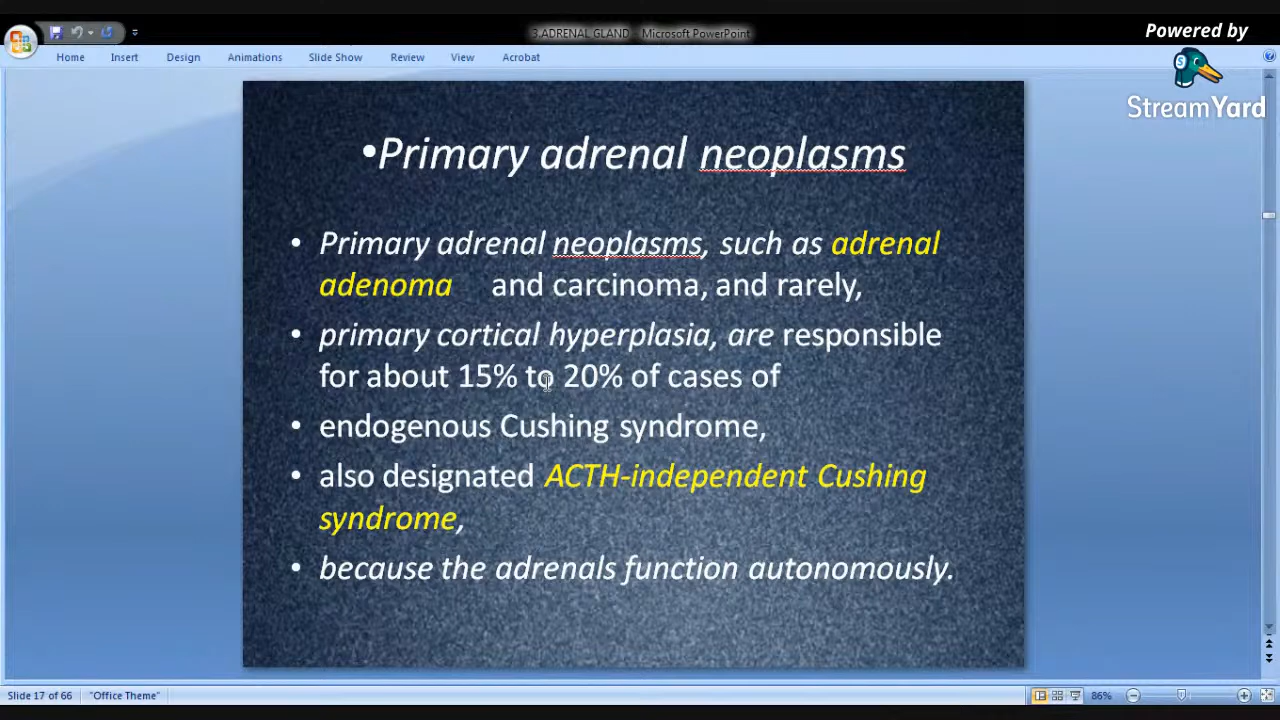 3.ADRENAL GLAND - Microsoft PowerPoint
Powered by
StreamYard
Home Insert Design Animations Slide Show Review View Acrobat
•Primary adrenal neoplasms
• Primary adrenal neoplasms, such as adrenal
adenoma and carcinoma, and rarely,
• primary cortical hyperplasia, are responsible
for about 15% to 20% of cases of
• endogenous Cushing syndrome,
• also designated ACTH-independent Cushing
syndrome,
• because the adrenals function autonomously.
Slide 17 of 66 "Office Theme" 86%